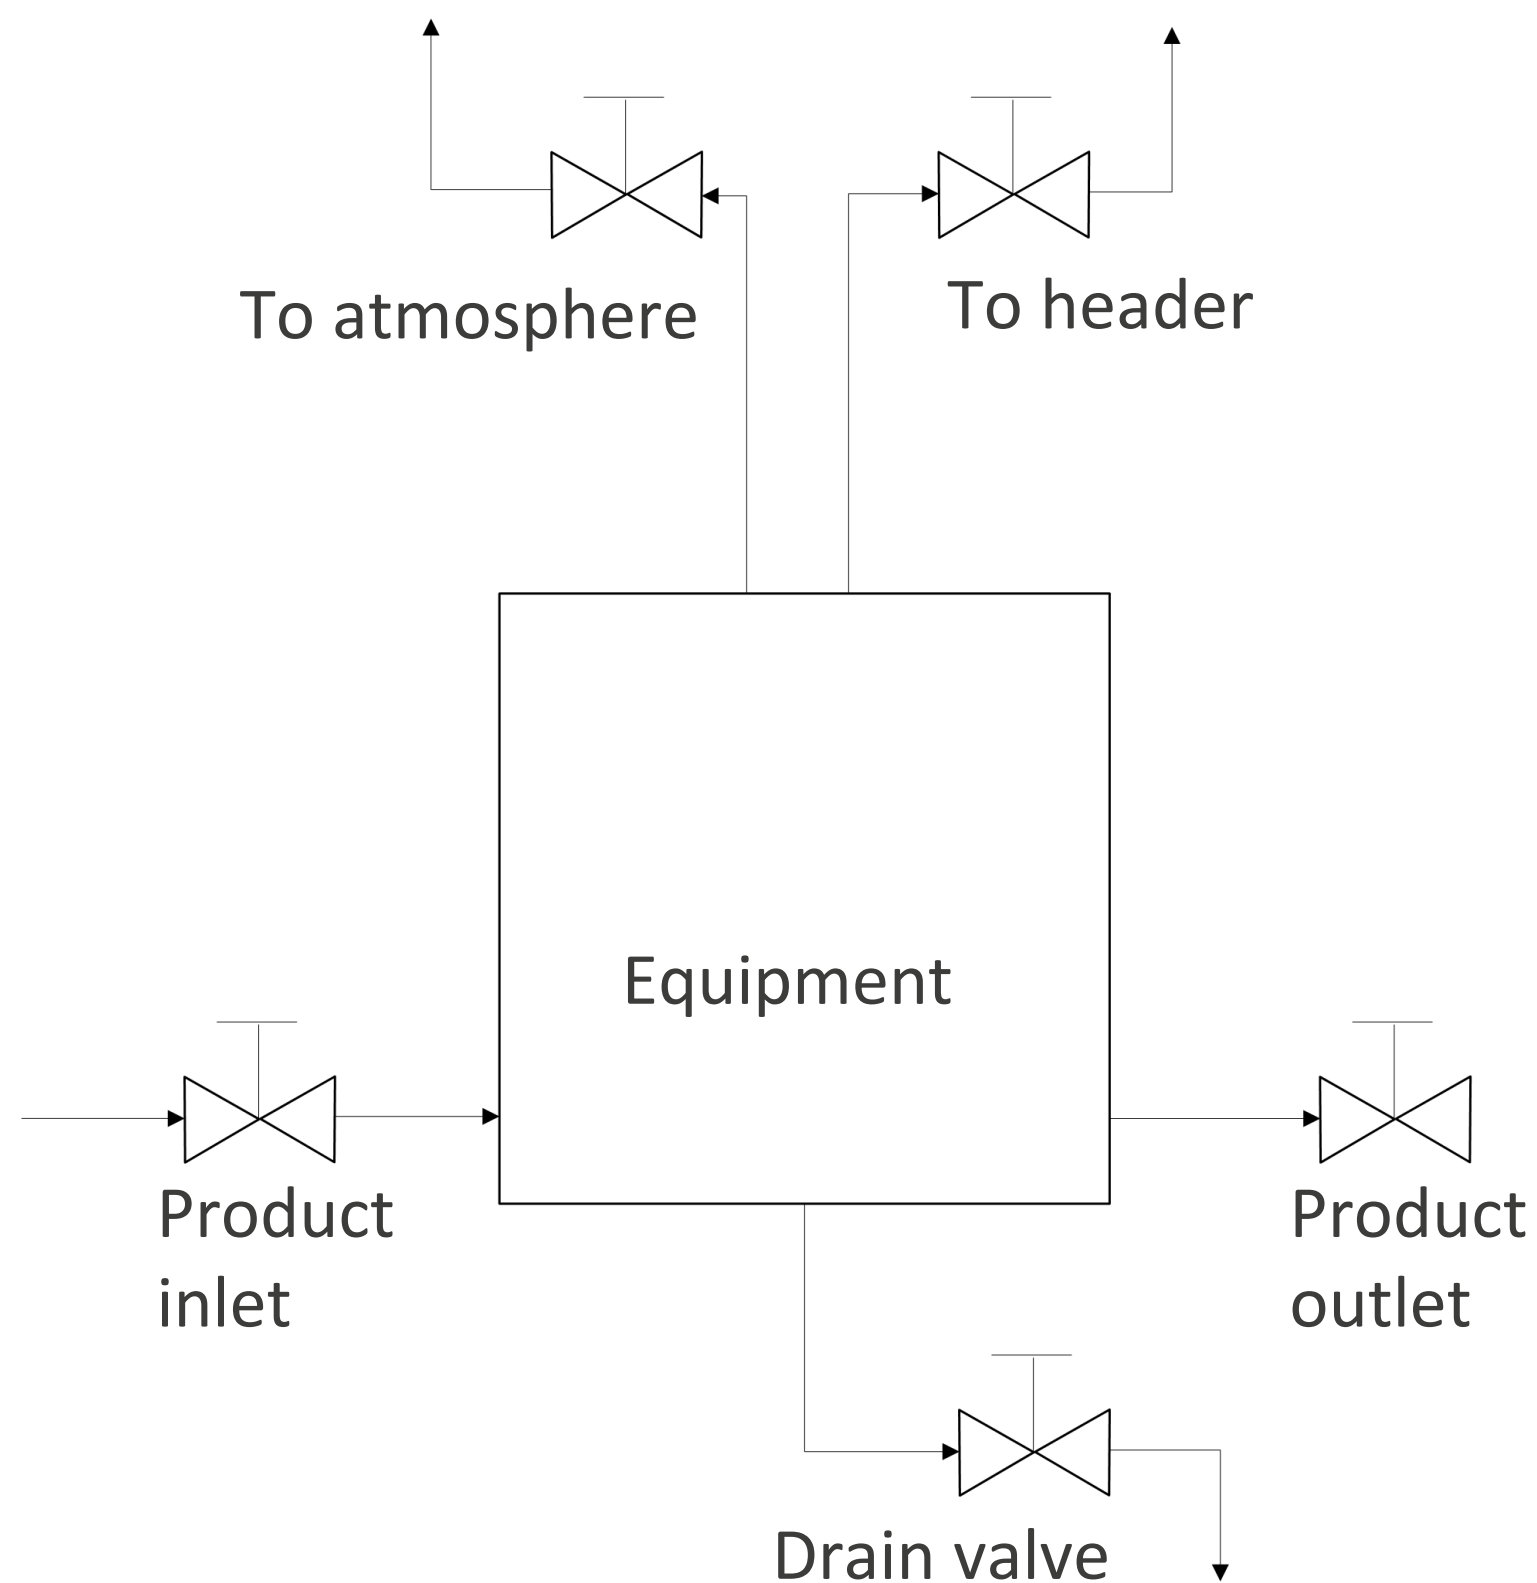 To atmosphere
To header
Equipment
Product
inlet
Product
outlet
Drain valve